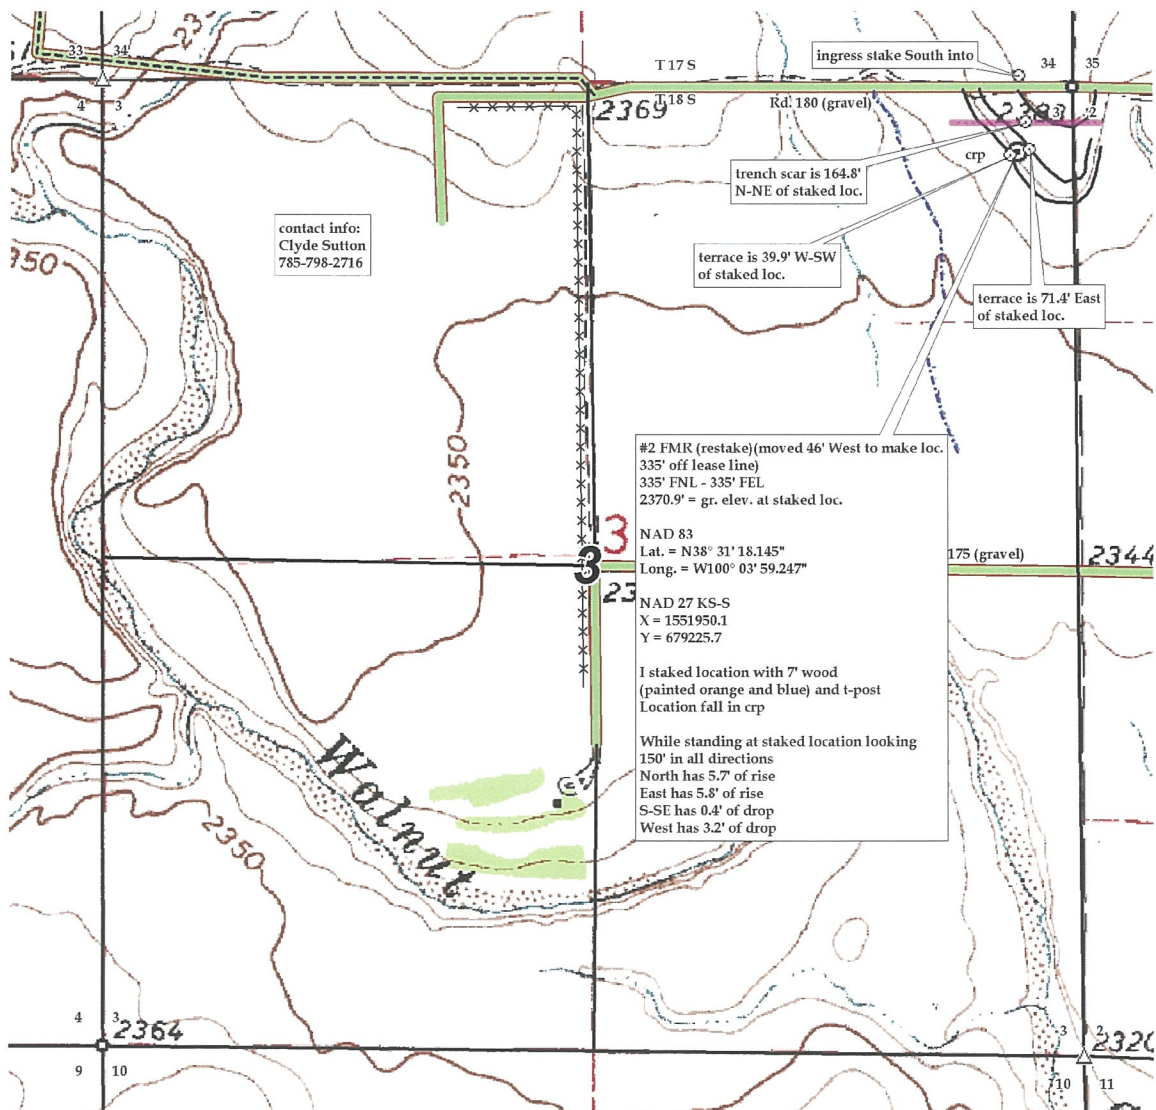 33 34
T 17 S
ingress stake South into
34 35
4 3
T 18 S
2369
Rd. 180 (gravel)
3 2
crp
trench scar is 164.8'
N-NE of staked loc.
contact info:
Clyde Sutton
785-798-2716
terrace is 39.9' W-SW
of staked loc.
terrace is 71.4' East
of staked loc.
2350
#2 FMR (restake)(moved 46' West to make loc.
335' off lease line)
335' FNL - 335' FEL
2370.9' = gr. elev. at staked loc.
NAD 83
Lat. = N38° 31' 18.145"
Long. = W100° 03' 59.247"
NAD 27 KS-S
X = 1551950.1
Y = 679225.7
I staked location with 7' wood
(painted orange and blue) and t-post
Location fall in crp
While standing at staked location looking
150' in all directions
North has 5.7' of rise
East has 5.8' of rise
S-SE has 0.4' of drop
West has 3.2' of drop
2350
3
3
175 (gravel)
2344
23
Walnut
2350
4 3
2364
9 10
3 2
2320
10 11